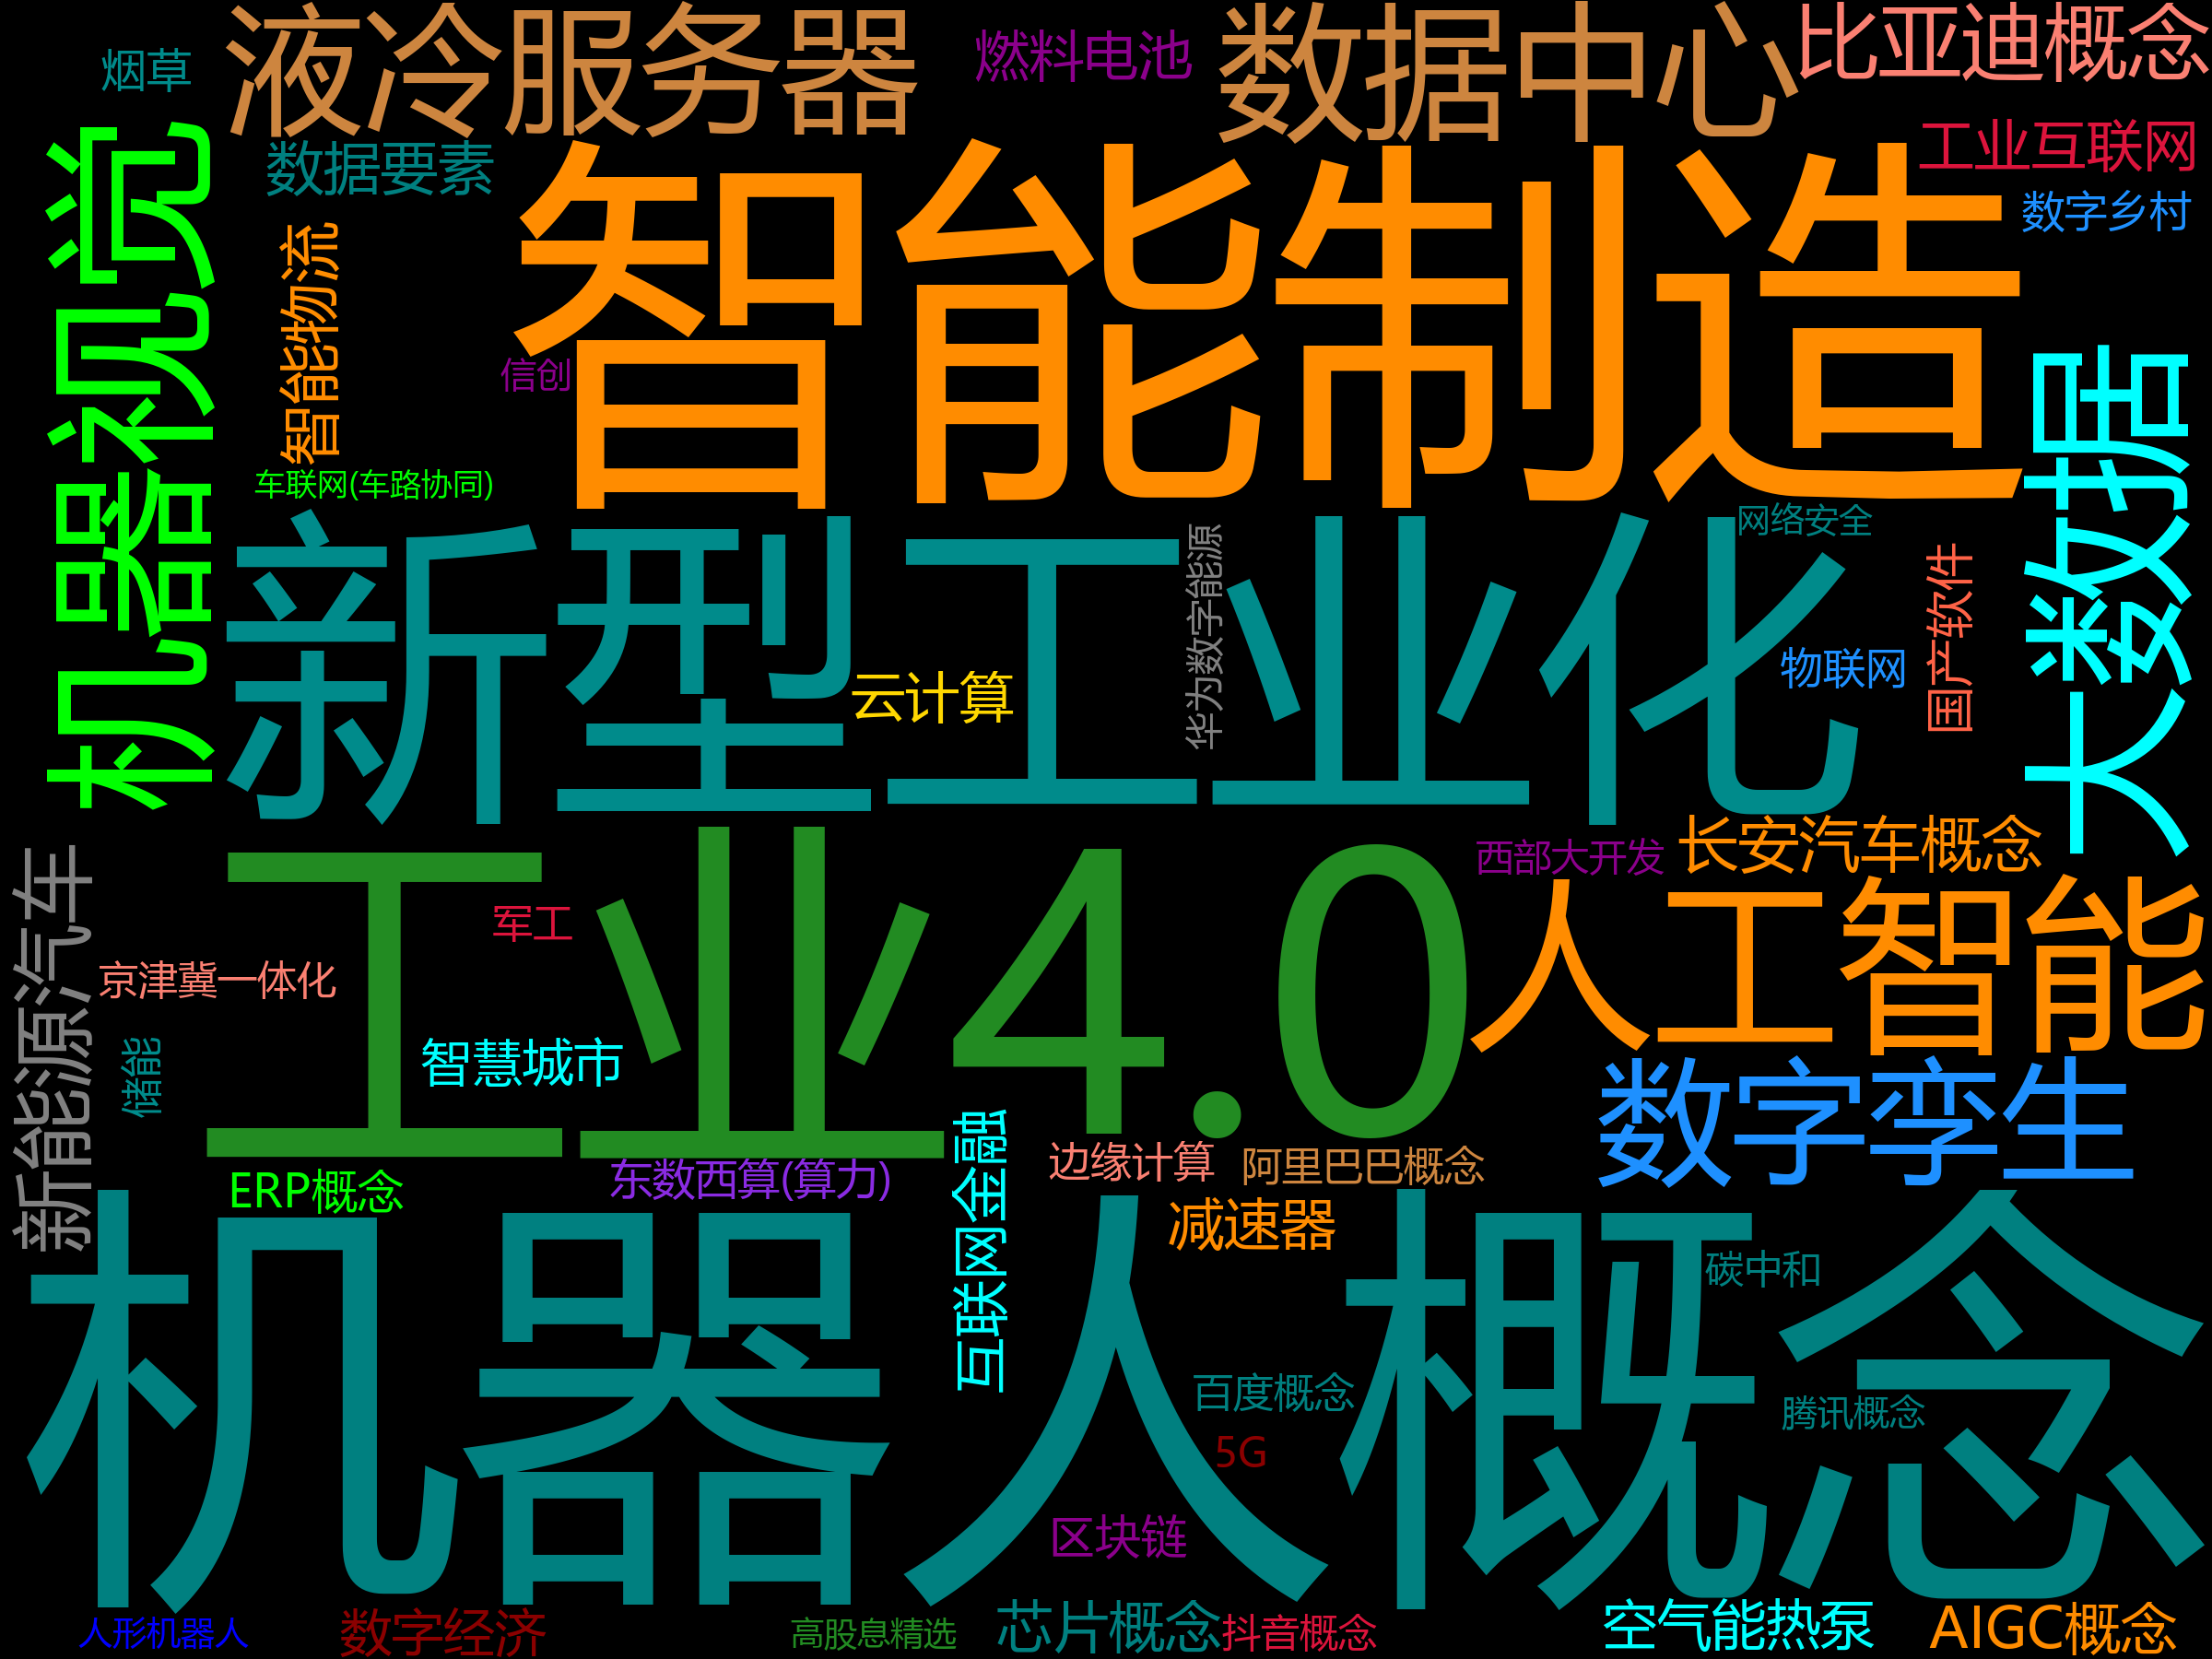 烟草
液冷服务器
燃料电池
数据中心
比亚迪概念
工业互联网
数据要素
数字乡村
机器视觉
智能物流
智能制造
信创
大数据
车联网(车路协同)
新型工业化
网络安全
华为数字能源
国产软件
云计算
物联网
西部大开发
长安汽车概念
新能源汽车
工业4.0
军工
人工智能
京津冀一体化
储能
智慧城市
数字孪生
互联网金融
边缘计算
阿里巴巴概念
ERP概念
东数西算(算力)
减速器
机器人概念
碳中和
百度概念
腾讯概念
5G
区块链
人形机器人
数字经济
高股息精选
芯片概念
抖音概念
空气能热泵
AIGC概念